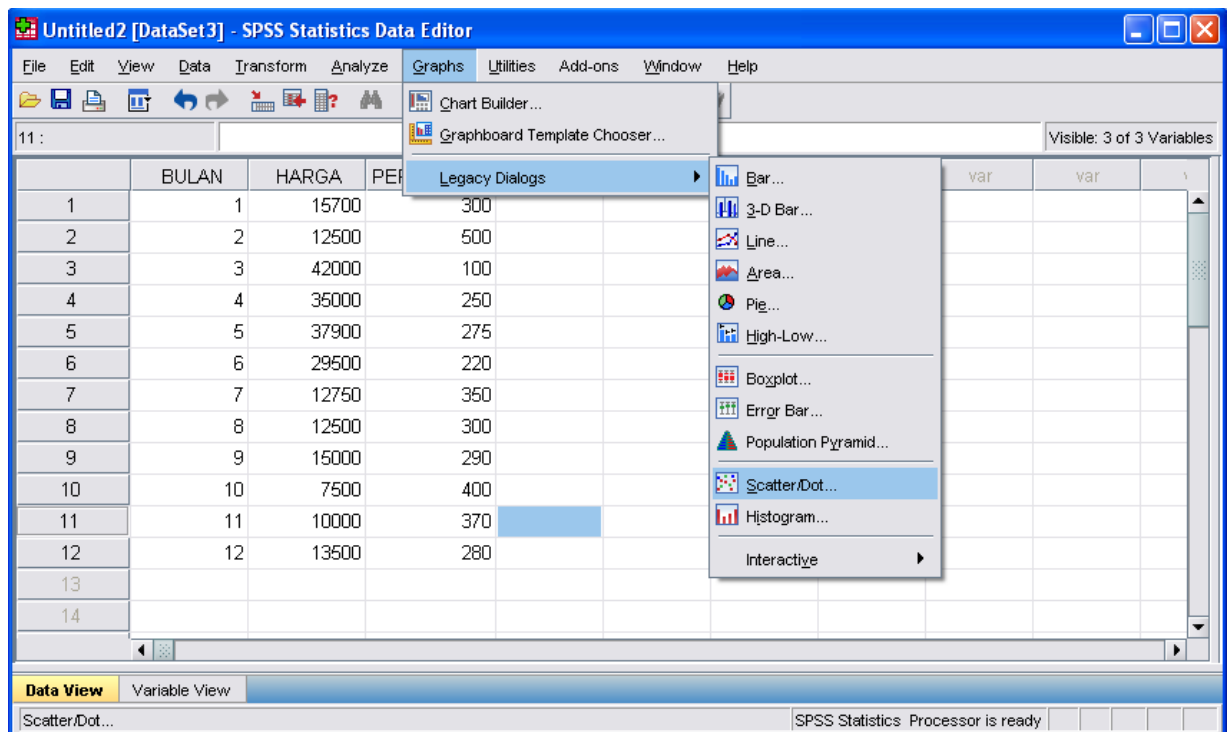 Untitled2 [DataSet3] - SPSS Statistics Data Editor
File Edit View Data Transform Analyze Graphs Utilities Add-ons Window Help
Chart Builder...
Graphboard Template Chooser...
Legacy Dialogs
11 :
Visible: 3 of 3 Variables
BULAN HARGA var var
1 1 15700 300
2 2 12500 500
3 3 42000 100
4 4 35000 250
5 5 37900 275
6 6 29500 220
7 7 12750 350
8 8 12500 300
9 9 15000 290
10 10 7500 400
11 11 10000 370
12 12 13500 280
13
14
Bar...
3-D Bar...
Line...
Area...
Pie...
High-Low...
Boxplot...
Error Bar...
Population Pyramid...
Scatter/Dot...
Histogram...
Interactive
Data View Variable View
Scatter/Dot...
SPSS Statistics Processor is ready